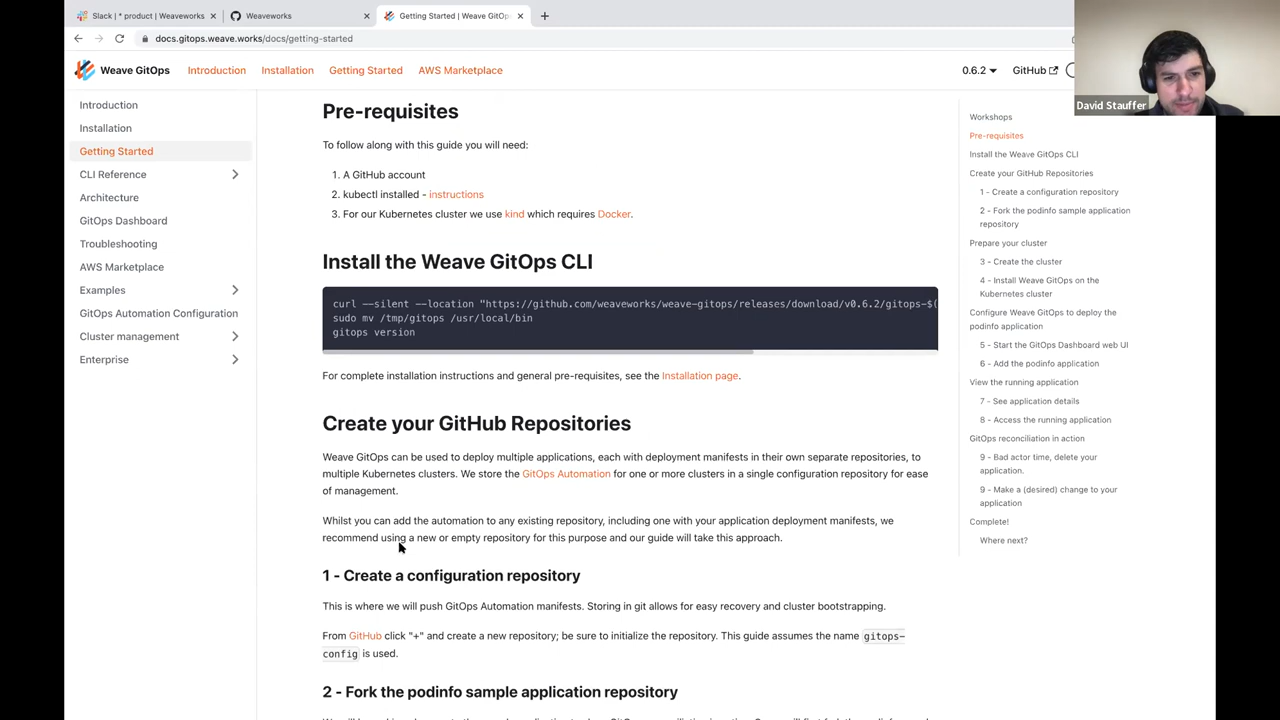 Slack | * product | Weaveworks
Weaveworks
Getting Started | Weave GitOp
docs.gitops.weave.works/docs/getting-started
Weave GitOps
Introduction
Installation
Getting Started
AWS Marketplace
0.6.2
GitHub
David Stauffer
Introduction
Installation
Getting Started
CLI Reference
Architecture
GitOps Dashboard
Troubleshooting
AWS Marketplace
Examples
GitOps Automation Configuration
Cluster management
Enterprise
Pre-requisites
To follow along with this guide you will need:
1. A GitHub account
2. kubectl installed - instructions
3. For our Kubernetes cluster we use kind which requires Docker.
Install the Weave GitOps CLI
curl --silent --location "https://github.com/weaveworks/weave-gitops/releases/download/v0.6.2/gitops-$(
sudo mv /tmp/gitops /usr/local/bin
gitops version
For complete installation instructions and general pre-requisites, see the Installation page.
Create your GitHub Repositories
Weave GitOps can be used to deploy multiple applications, each with deployment manifests in their own separate repositories, to
multiple Kubernetes clusters. We store the GitOps Automation for one or more clusters in a single configuration repository for ease
of management.
Whilst you can add the automation to any existing repository, including one with your application deployment manifests, we
recommend using a new or empty repository for this purpose and our guide will take this approach.
1 - Create a configuration repository
This is where we will push GitOps Automation manifests. Storing in git allows for easy recovery and cluster bootstrapping.
From GitHub click "+" and create a new repository; be sure to initialize the repository. This guide assumes the name gitops-
config is used.
2 - Fork the podinfo sample application repository
Workshops
Pre-requisites
Install the Weave GitOps CLI
Create your GitHub Repositories
1 - Create a configuration repository
2 - Fork the podinfo sample application
repository
Prepare your cluster
3 - Create the cluster
4 - Install Weave GitOps on the
Kubernetes cluster
Configure Weave GitOps to deploy the
podinfo application
5 - Start the GitOps Dashboard web UI
6 - Add the podinfo application
View the running application
7 - See application details
8 - Access the running application
GitOps reconciliation in action
9 - Bad actor time, delete your
application.
9 - Make a (desired) change to your
application
Complete!
Where next?